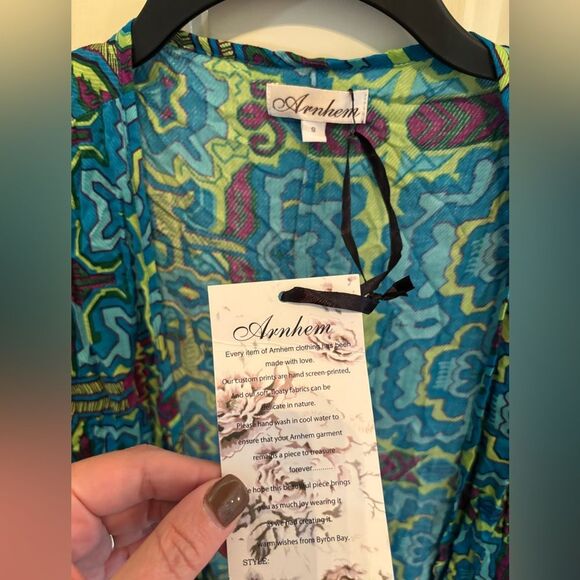 Arnhem
8
Arnhem
Every item of Arnhem clothing has been
made with love.
Our custom prints are hand screen-printed,
And our soft, floaty fabrics can be
delicate in nature.
Please hand wash in cool water to
ensure that your Arnhem garment
remains a piece to treasure
forever..........
hope this beautiful piece brings
you as much joy wearing it
as we had creating it.
warm wishes from Byron Bay.
STYLE: